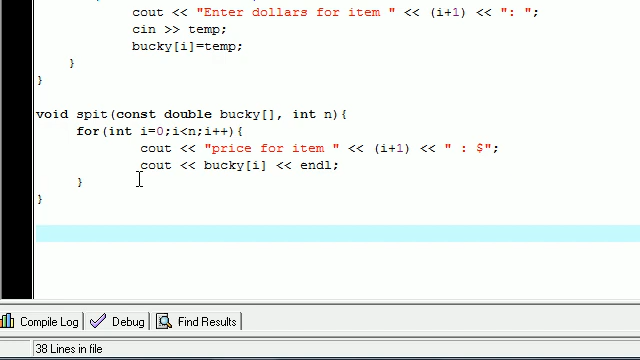 cout << "Enter dollars for item " << (i+1) << ": ";
cin >> temp;
bucky[i]=temp;
}
}
void spit(const double bucky[], int n){
for(int i=0;i<n;i++){
cout << "price for item " << (i+1) << " : $";
cout << bucky[i] << endl;
}
}
Compile Log Debug Find Results
38 Lines in file